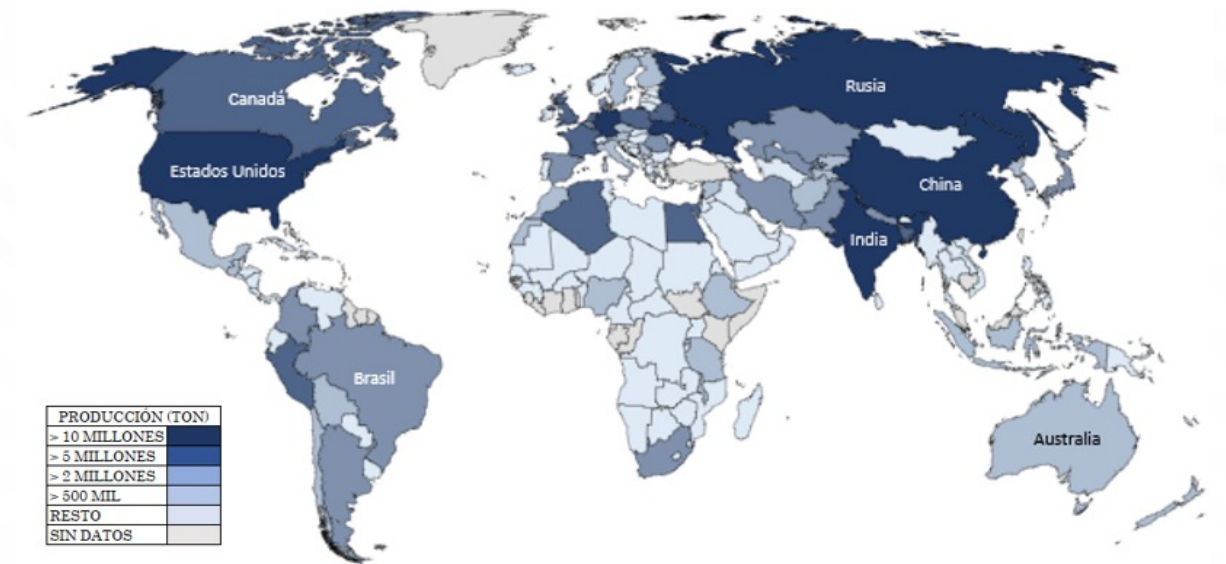 Canadá
Rusia
Estados Unidos
China
India
Brasil
Australia
PRODUCCIÓN (TON)
> 10 MILLONES
> 5 MILLONES
> 2 MILLONES
> 500 MIL
RESTO
SIN DATOS